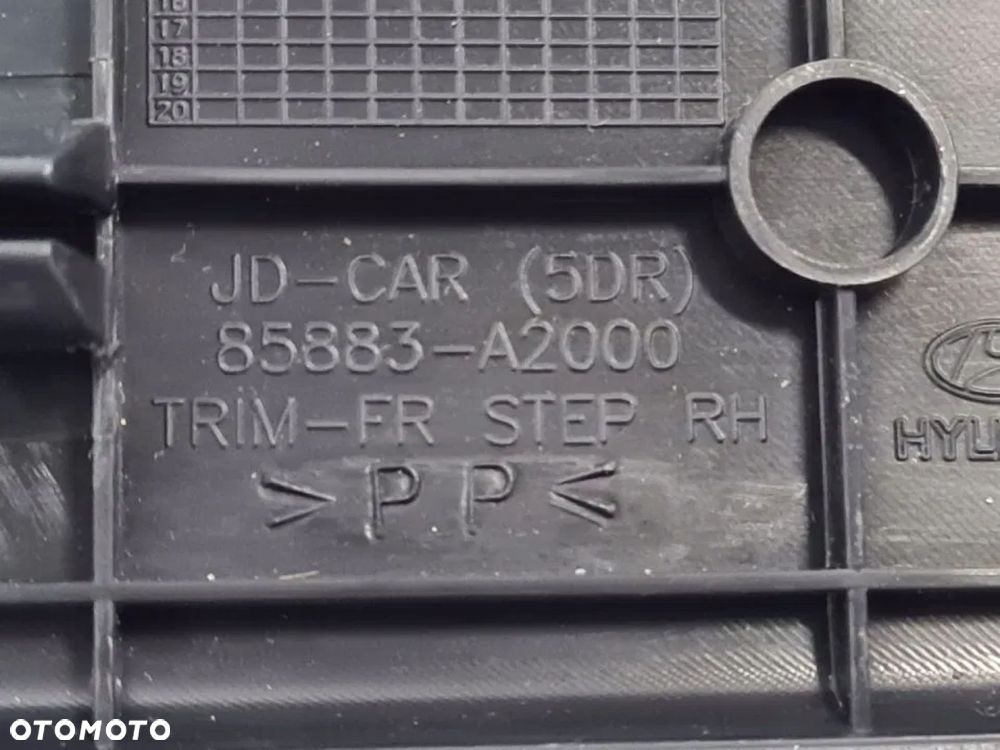 17
18
19
20
JD-CAR (5DR)
85883-A2000
TRIM-FR STEP RH
>PP<
OTOMOTO